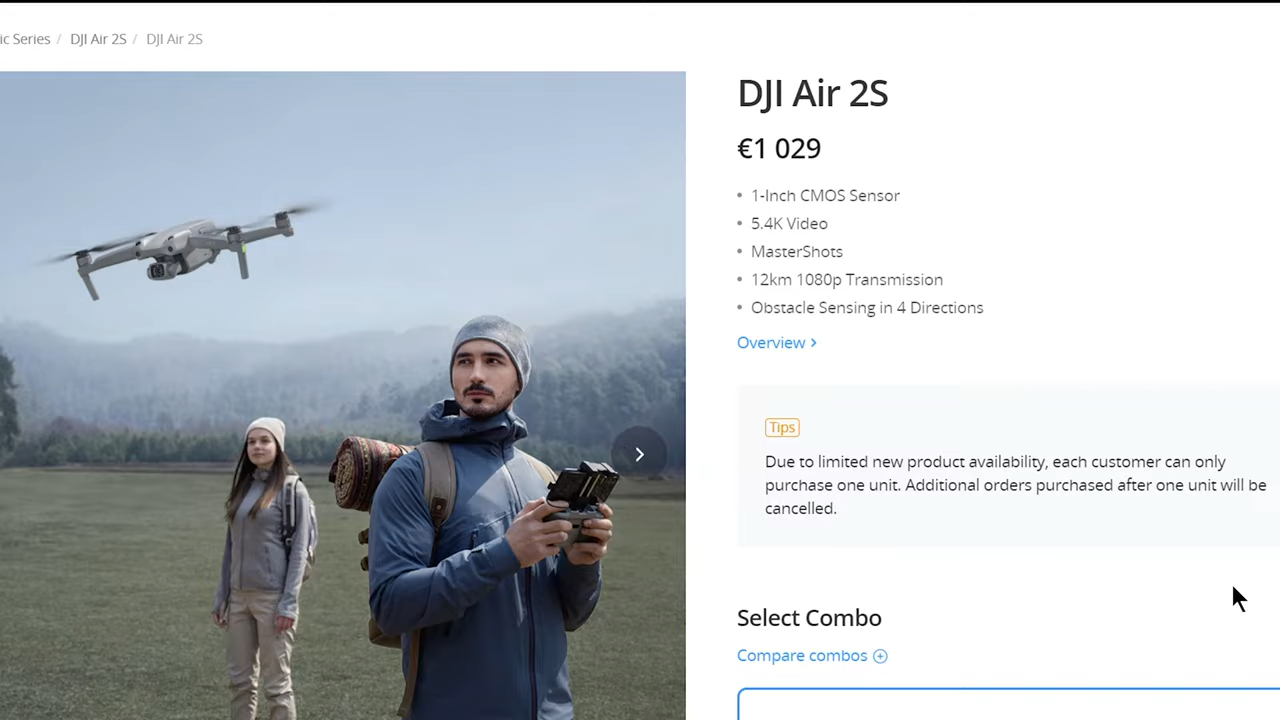 ic Series / DJI Air 2S / DJI Air 2S
DJI Air 2S
€1 029
• 1-Inch CMOS Sensor
• 5.4K Video
• MasterShots
• 12km 1080p Transmission
• Obstacle Sensing in 4 Directions
Overview >
Tips
Due to limited new product availability, each customer can only
purchase one unit. Additional orders purchased after one unit will be
cancelled.
Select Combo
Compare combos